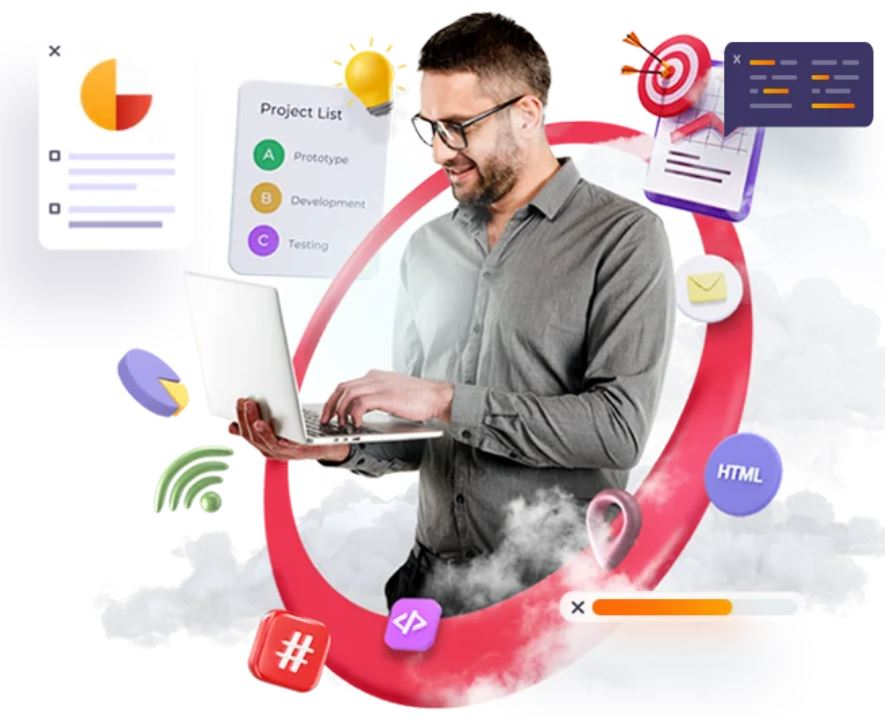 Project List
A Prototype
B Development
C Testing
HTML
#
</>